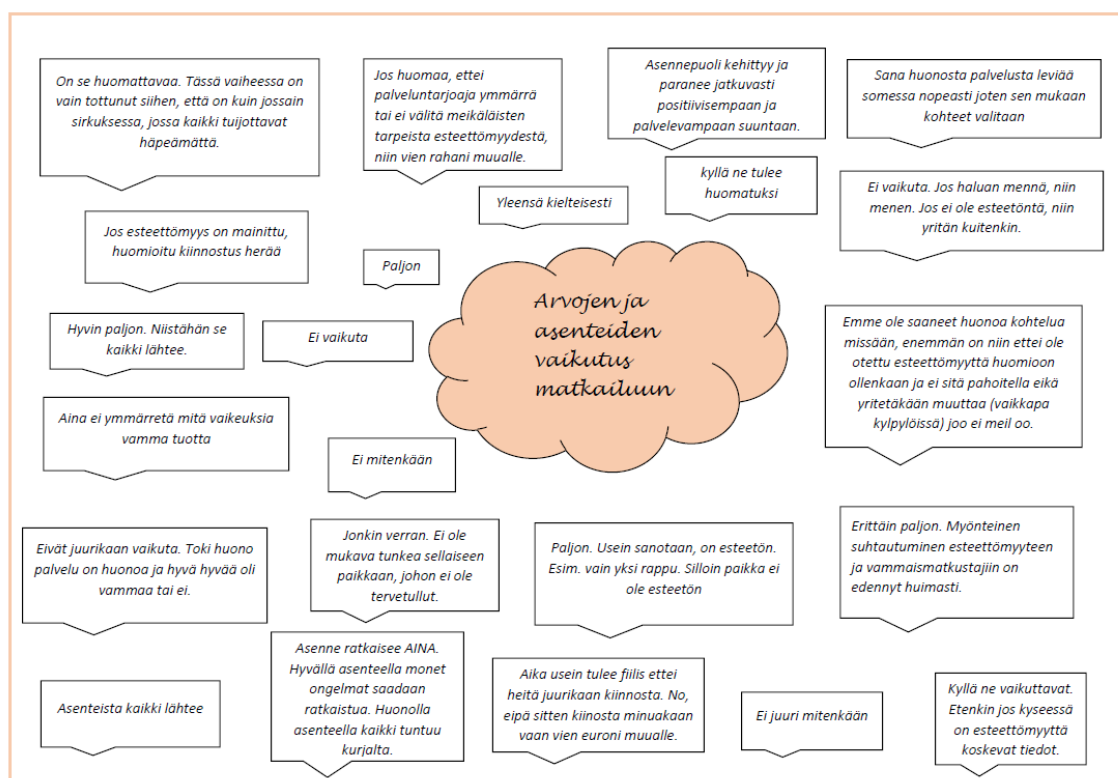 On se huomattavaa. Tässä vaiheessa on
vain tottunut siihen, että on kuin jossain
sirkuksessa, jossa kaikki tuijottavat
häpeämättä.
Jos huomaa, ettei
palveluntarjoaja ymmärrä
tai ei välitä meikäläisten
tarpeista esteettömyydestä,
niin vien rahani muualle.
Asennepuoli kehittyy ja
paranee jatkuvasti
positiivisempaan ja
palvelevampaan suuntaan.
Sana huonosta palvelusta leviää
somessa nopeasti joten sen mukaan
kohteet valitaan
Yleensä kielteisesti
kyllä ne tulee
huomatuksi
Ei vaikuta. Jos haluan mennä, niin
menen. Jos ei ole esteetöntä, niin
yritän kuitenkin.
Jos esteettömyys on mainittu,
huomioitu kiinnostus herää
Paljon
Arvojen ja
asenteiden
vaikutus
matkailuun
Hyvin paljon. Niistähän se
kaikki lähtee.
Ei vaikuta
Emme ole saaneet huonoa kohtelua
missään, enemmän on niin ettei ole
otettu esteettömyyttä huomioon
ollenkaan ja ei sitä pahoitella eikä
yritetäkään muuttaa (vaikkapa
kylpylöissä) joo ei meil oo.
Aina ei ymmärretä mitä vaikeuksia
vamma tuotta
Ei mitenkään
Eivät juurikaan vaikuta. Toki huono
palvelu on huonoa ja hyvä hyvää oli
vammaa tai ei.
Jonkin verran. Ei ole
mukava tunkea sellaiseen
paikkaan, johon ei ole
tervetullut.
Paljon. Usein sanotaan, on esteetön.
Esim. vain yksi rappu. Silloin paikka ei
ole esteetön
Erittäin paljon. Myönteinen
suhtautuminen esteettömyyteen
ja vammaismatkustajiin on
edennyt huimasti.
Asenteista kaikki lähtee
Asenne ratkaisee AINA.
Hyvällä asenteella monet
ongelmat saadaan
ratkaistua. Huonolla
asenteella kaikki tuntuu
kurjalta.
Aika usein tulee fiilis ettei
heitä juurikaan kiinnosta. No,
eipä sitten kiinosta minuakaan
vaan vien euroni muualle.
Ei juuri mitenkään
Kyllä ne vaikuttavat.
Etenkin jos kyseessä
on esteettömyyttä
koskevat tiedot.